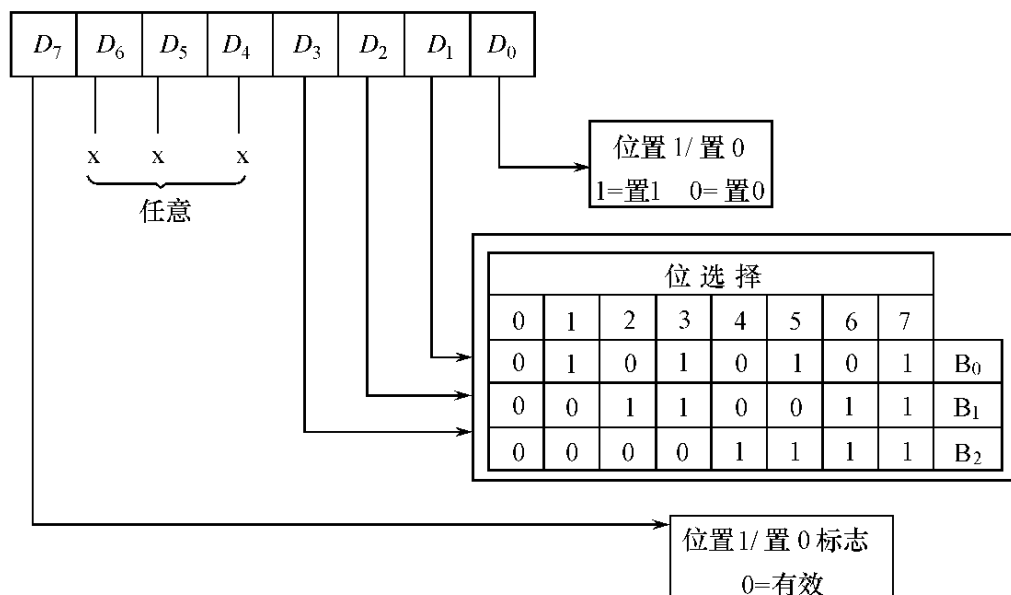 D₇ D₆ D₅ D₄ D₃ D₂ D₁ D₀
x x x
任意
位置 1/ 置 0
1=置1 0= 置0
位 选 择
0 1 2 3 4 5 6 7
0 1 0 1 0 1 0 1 B₀
0 0 1 1 0 0 1 1 B₁
0 0 0 0 1 1 1 1 B₂
位置 1/ 置 0 标志
0=有效